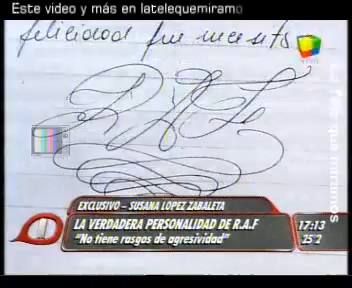 Este video y más en latelequemiramo
felicidad que necesito
R.A.F.
EXCLUSIVO - SUSANA LOPEZ ZABALETA
LA VERDADERA PERSONALIDAD DE R.A.F
"No tiene rasgos de agresividad"
17:13
25°2